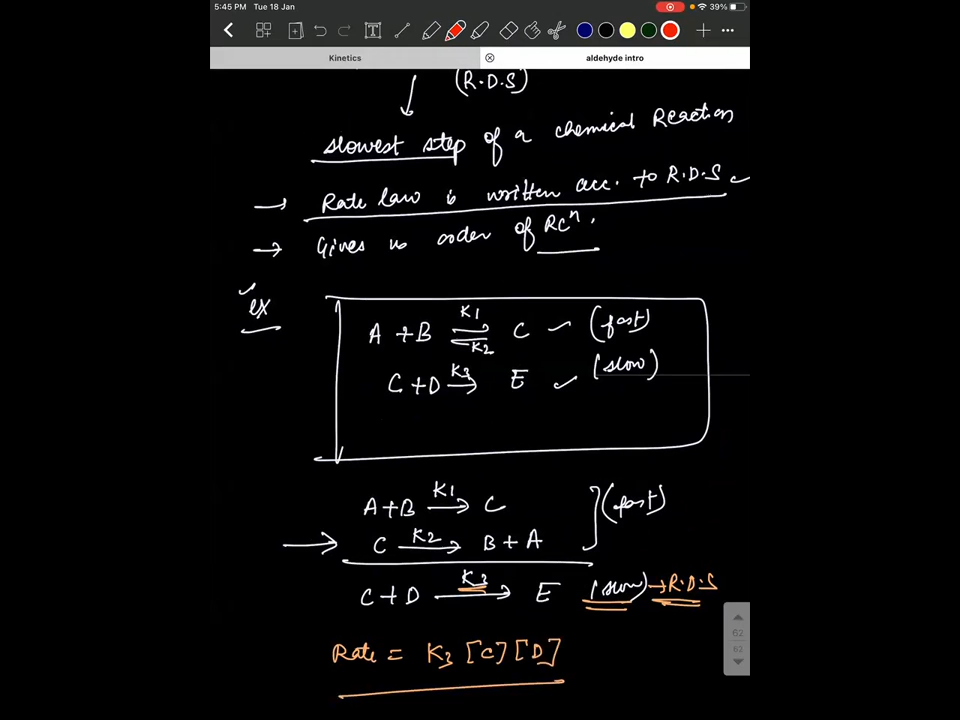 5:45 PM Tue 18 Jan 39%
Kinetics aldehyde intro
(R.D.S)
slowest step of a chemical Reaction
→ Rate law is written acc. to R.D.S
→ Gives us order of RCⁿ.
ex
A + B ⇌ C (fast)
K1
K2
C + D → E (slow)
K3
A + B →K1 C
(fast)
C →K2 B + A
C + D →K3 E (slow) → R.D.S
Rate = K3 [C] [D]
62
62